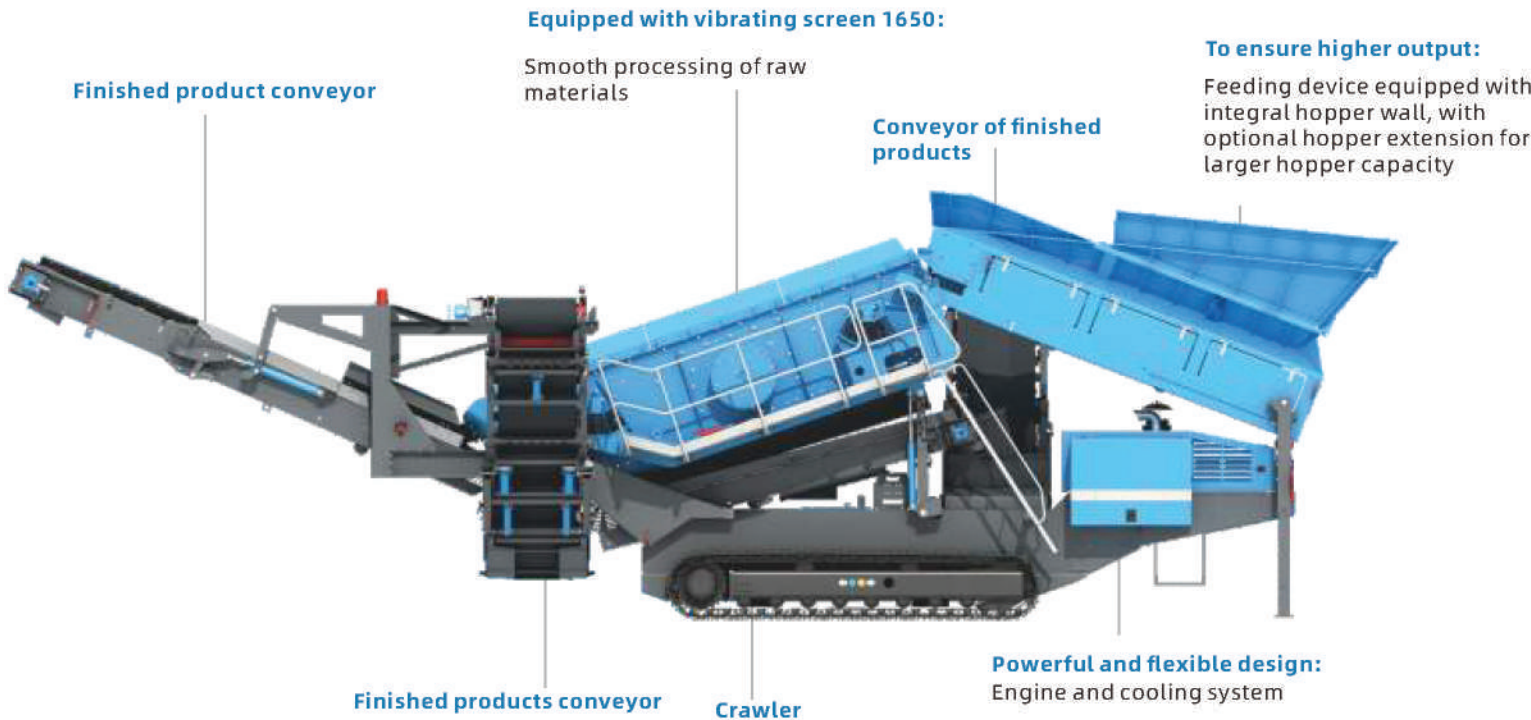 Equipped with vibrating screen 1650:
Smooth processing of raw
materials
To ensure higher output:
Feeding device equipped with
integral hopper wall, with
optional hopper extension for
larger hopper capacity
Finished product conveyor
Conveyor of finished
products
Powerful and flexible design:
Engine and cooling system
Finished products conveyor
Crawler